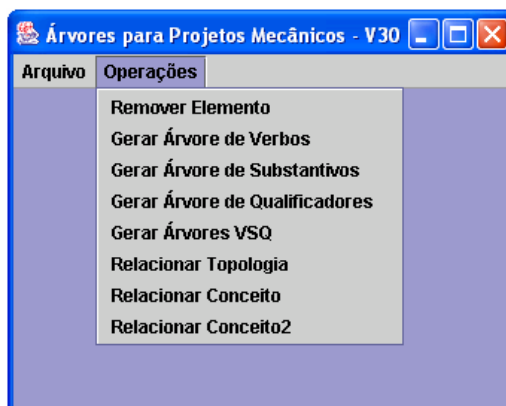 Árvores para Projetos Mecânicos - V30
Arquivo Operações
Remover Elemento
Gerar Árvore de Verbos
Gerar Árvore de Substantivos
Gerar Árvore de Qualificadores
Gerar Árvores VSQ
Relacionar Topologia
Relacionar Conceito
Relacionar Conceito2